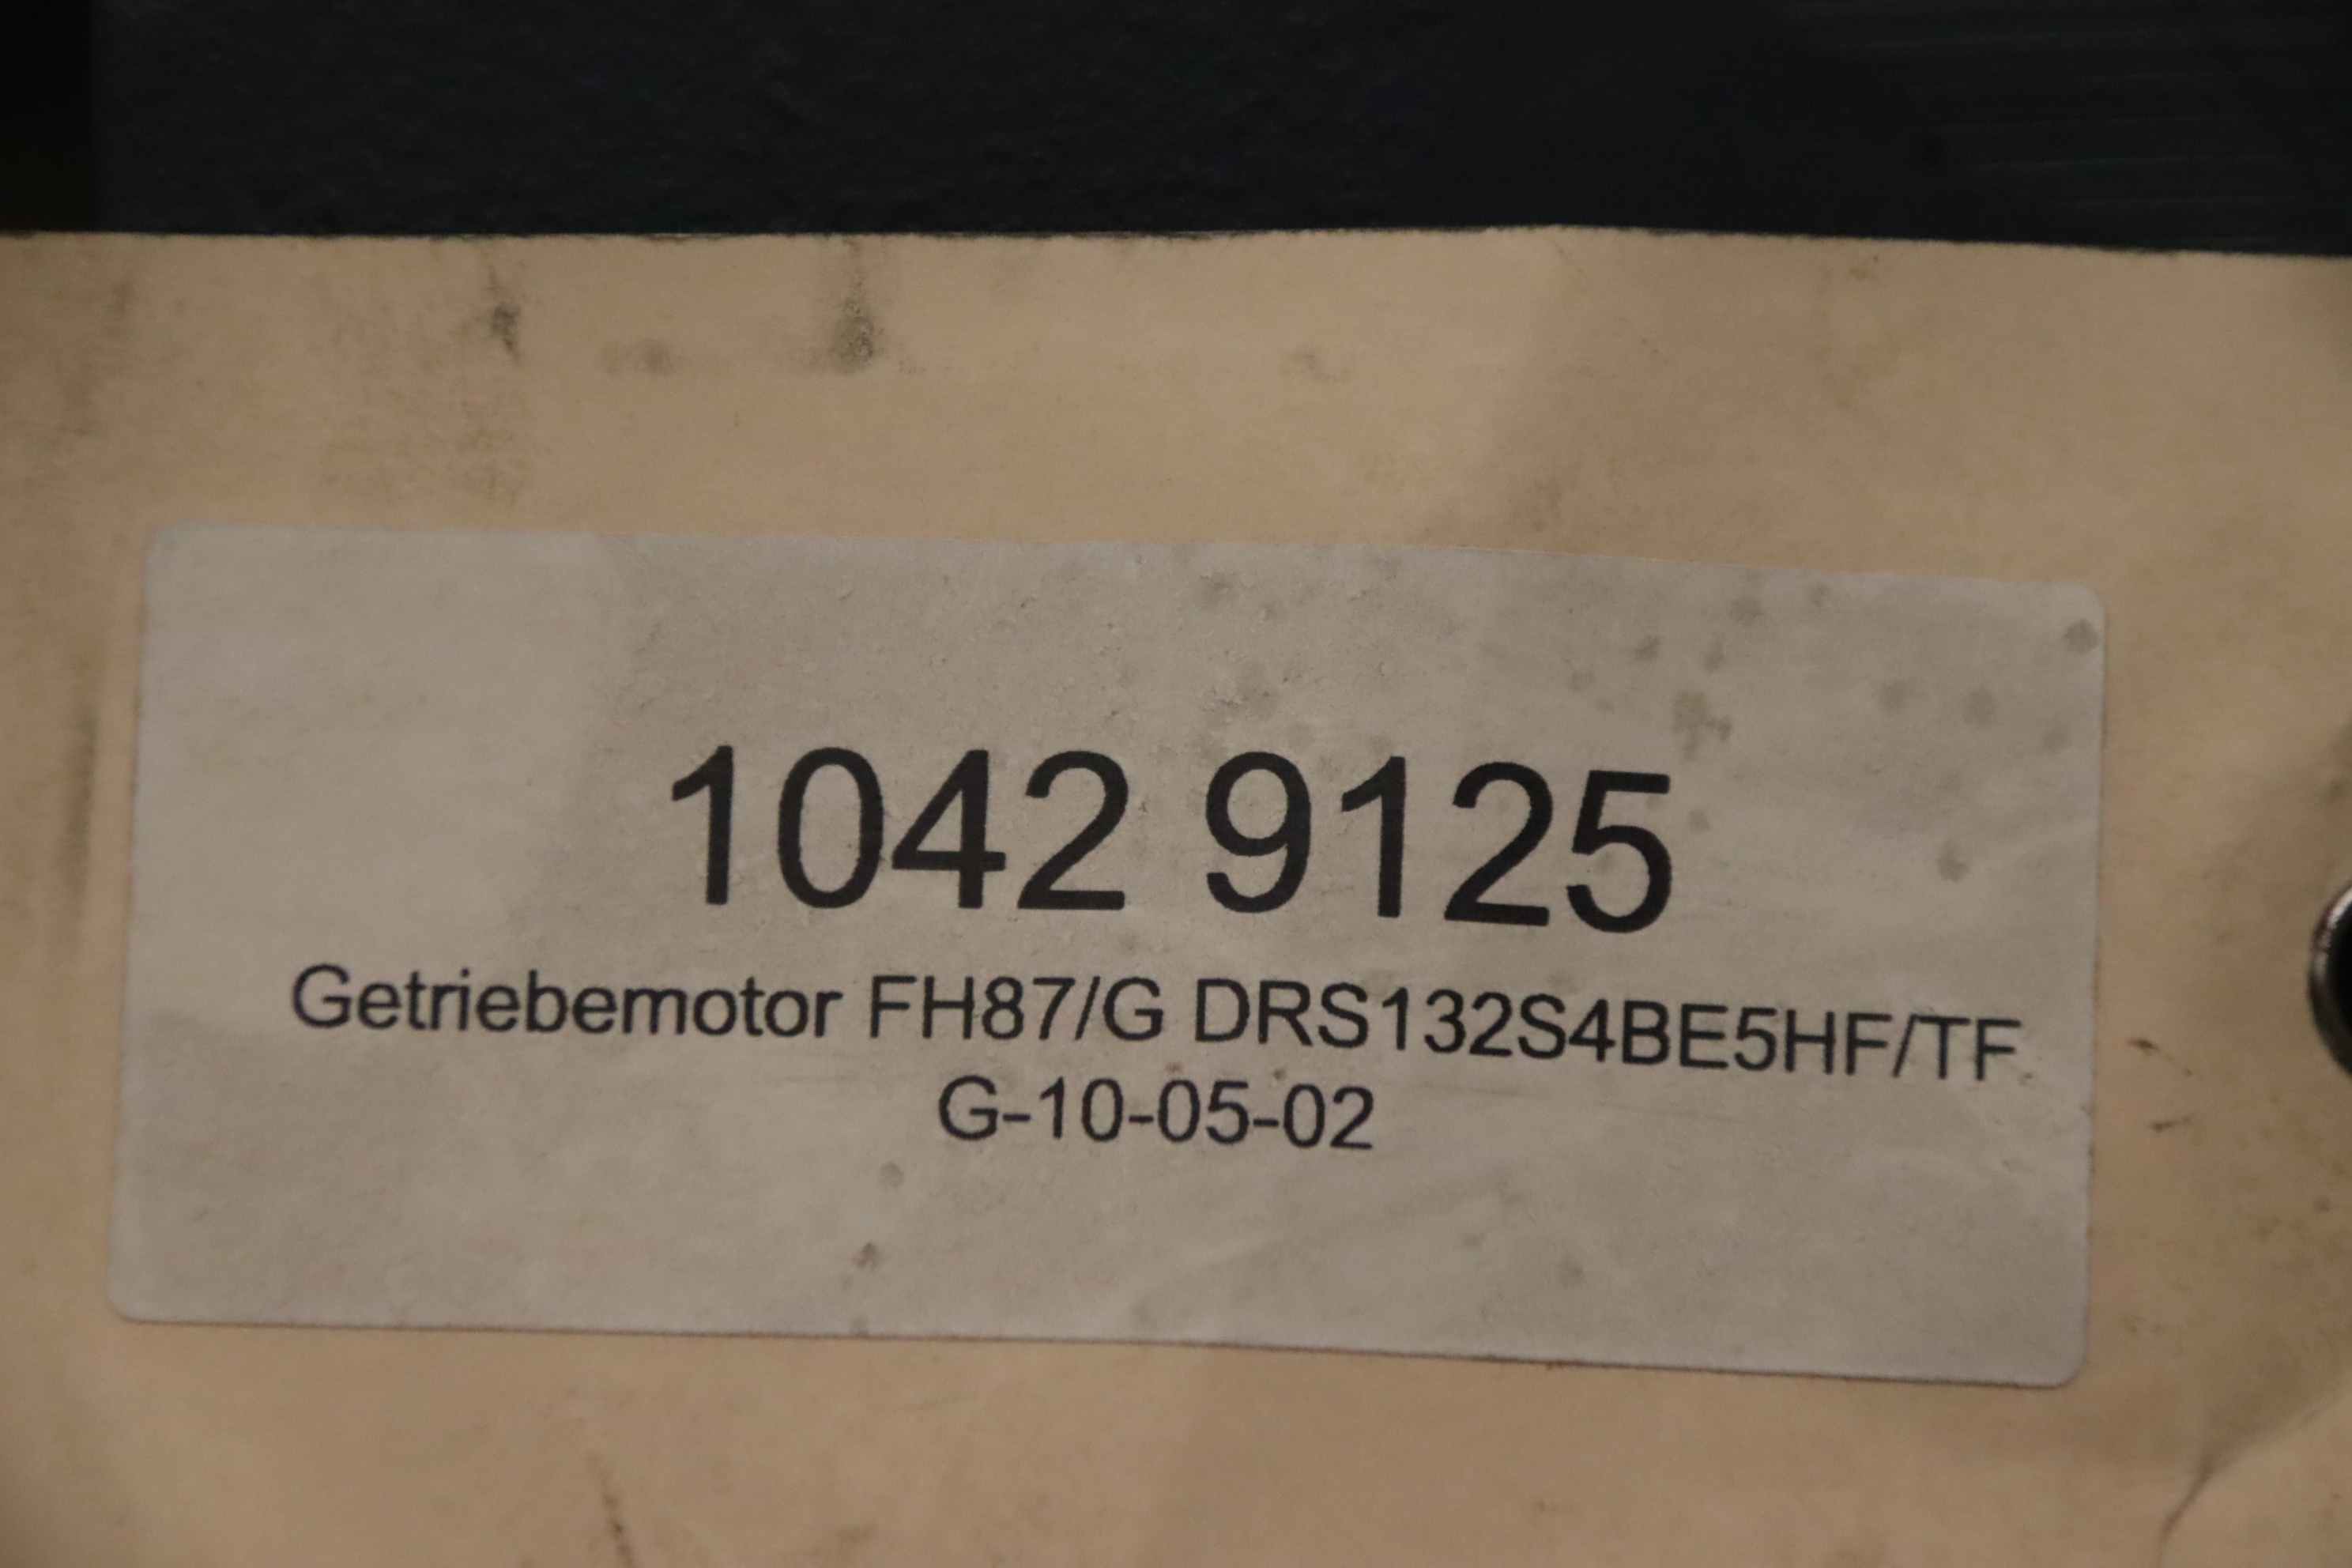 1042 9125
Getriebemotor FH87/G DRS132S4BE5HF/TF
G-10-05-02